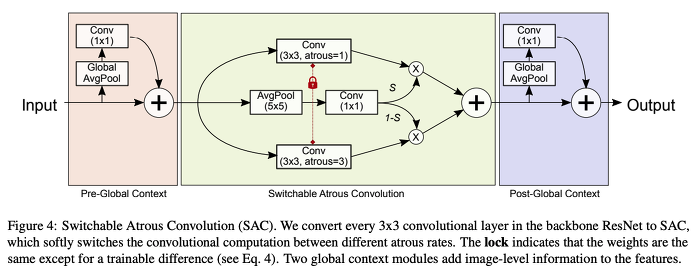 Conv
(1x1)
Global
AvgPool
Input
Pre-Global Context
Conv
(3x3, atrous=1)
AvgPool
(5x5)
Conv
(1x1)
S
1-S
X
X
Conv
(3x3, atrous=3)
Switchable Atrous Convolution
Conv
(1x1)
Global
AvgPool
Output
Post-Global Context
Figure 4: Switchable Atrous Convolution (SAC). We convert every 3x3 convolutional layer in the backbone ResNet to SAC,
which softly switches the convolutional computation between different atrous rates. The lock indicates that the weights are the
same except for a trainable difference (see Eq. 4). Two global context modules add image-level information to the features.